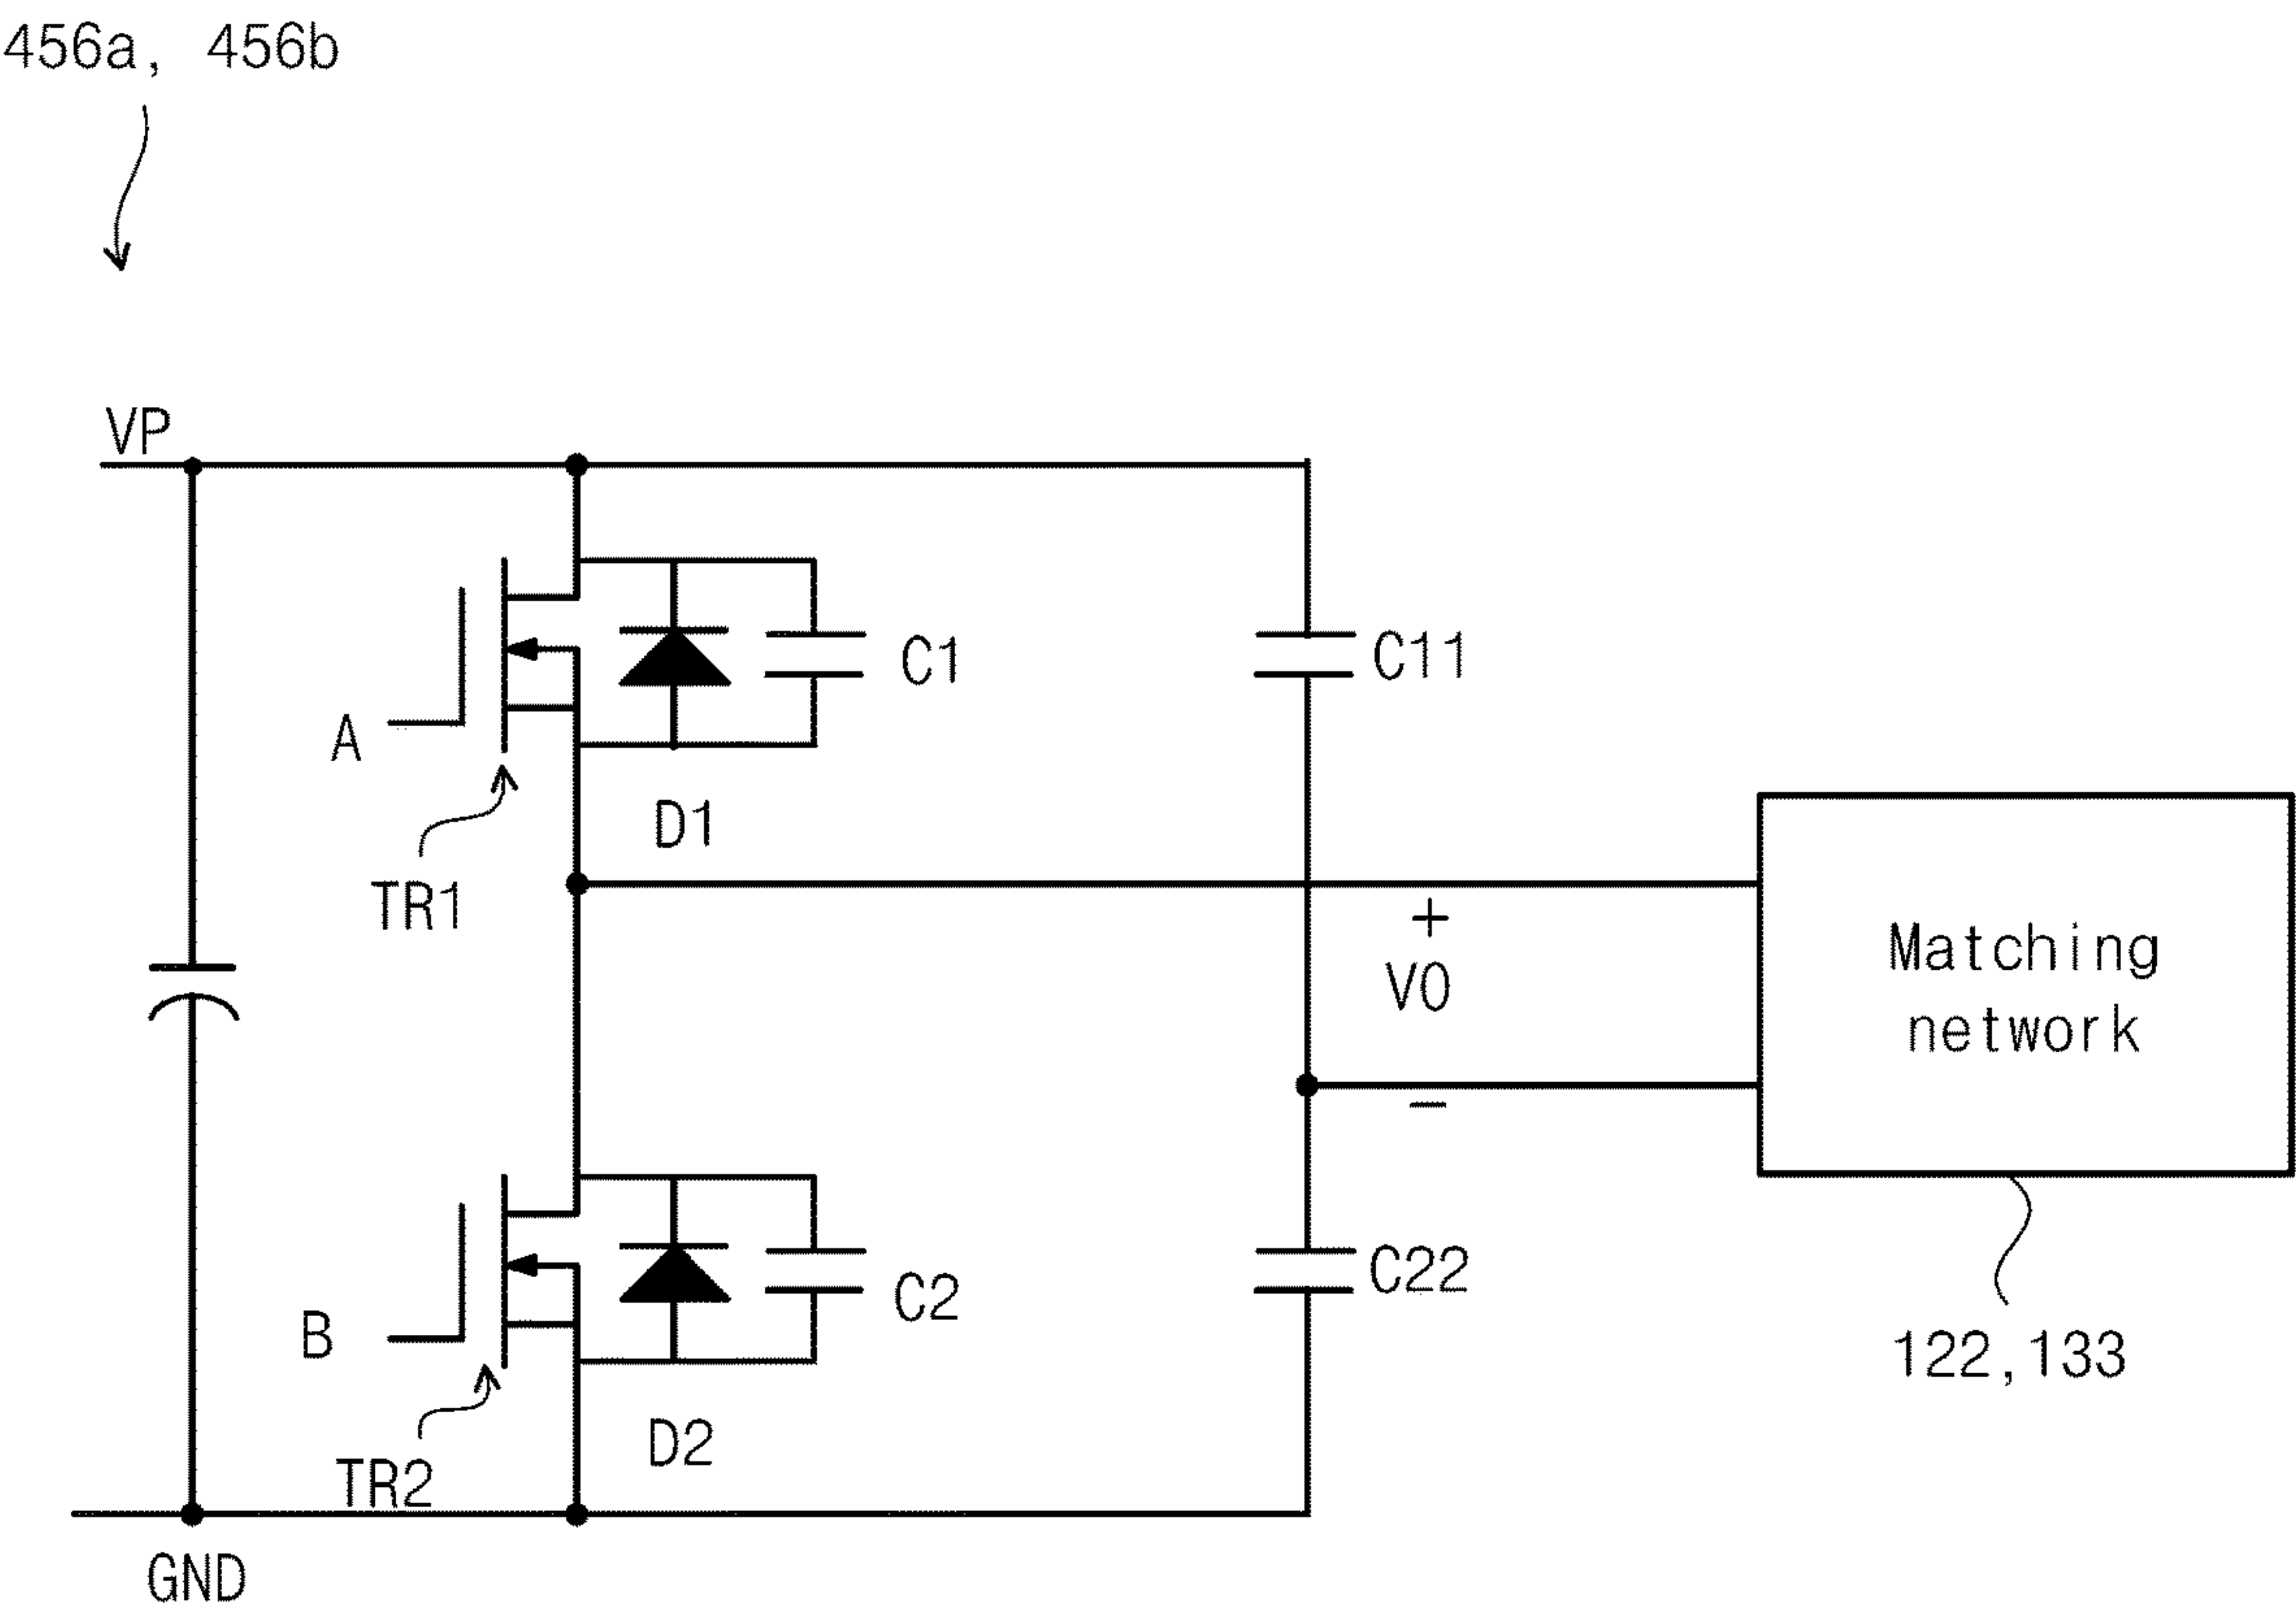 456a, 456b
VP
C1
C11
A
D1
TR1
+
V0
Matching
network
-
C2
C22
B
122,133
D2
TR2
GND